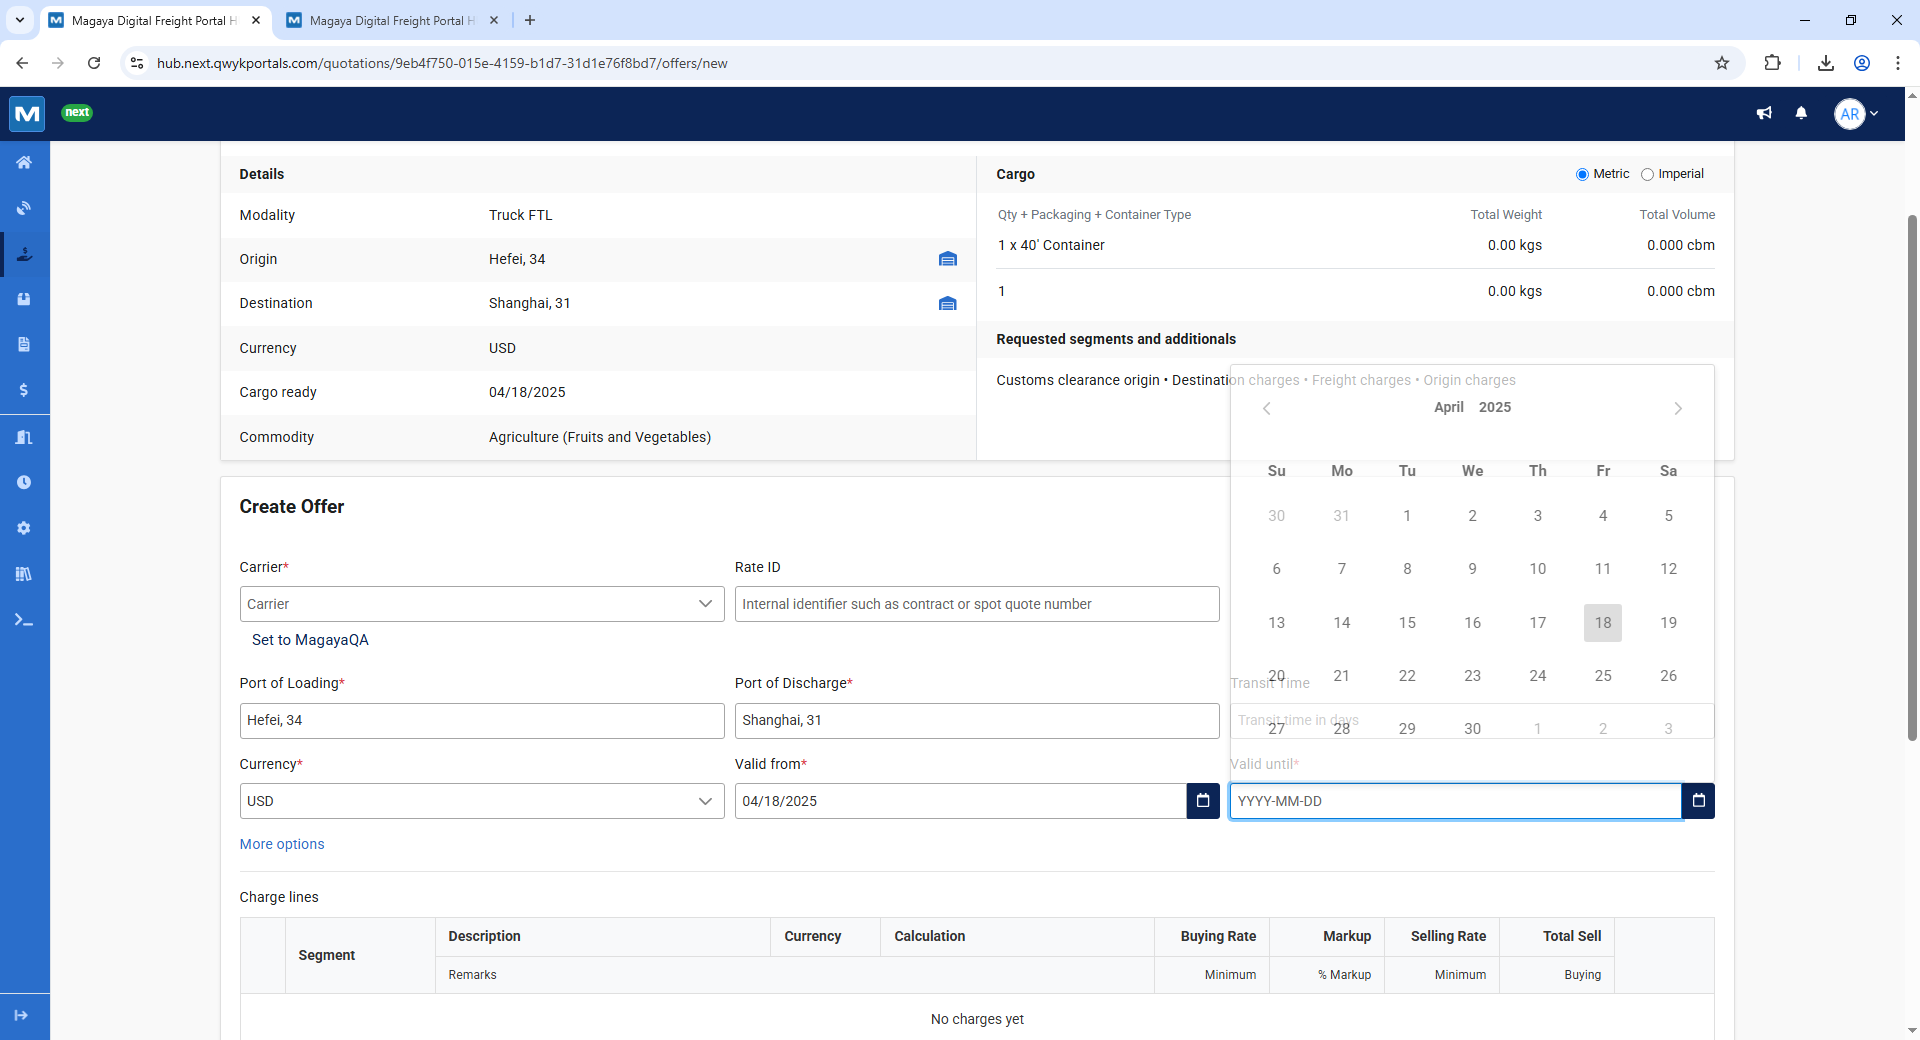 Magaya Digital Freight Portal H
Magaya Digital Freight Portal H
hub.next.qwykportals.com/quotations/9eb4f750-015e-4159-b1d7-31d1e76f8bd7/offers/new
next
AR
Details
Modality Truck FTL
Origin Hefei, 34
Destination Shanghai, 31
Currency USD
Cargo ready 04/18/2025
Commodity Agriculture (Fruits and Vegetables)
Cargo Metric Imperial
Qty + Packaging + Container Type Total Weight Total Volume
1 x 40' Container 0.00 kgs 0.000 cbm
1 0.00 kgs 0.000 cbm
Requested segments and additionals
Customs clearance origin • Destination charges • Freight charges • Origin charges
April 2025
Su Mo Tu We Th Fr Sa
30 31 1 2 3 4 5
6 7 8 9 10 11 12
13 14 15 16 17 18 19
20 21 22 23 24 25 26
27 28 29 30 1 2 3
Create Offer
Carrier* Rate ID
Carrier Internal identifier such as contract or spot quote number
Set to MagayaQA
Port of Loading* Port of Discharge* Transit Time
Hefei, 34 Shanghai, 31 Transit time in days
Currency* Valid from* Valid until*
USD 04/18/2025 YYYY-MM-DD
More options
Charge lines
Segment Description Currency Calculation Buying Rate Markup Selling Rate Total Sell
Remarks Minimum % Markup Minimum Buying
No charges yet